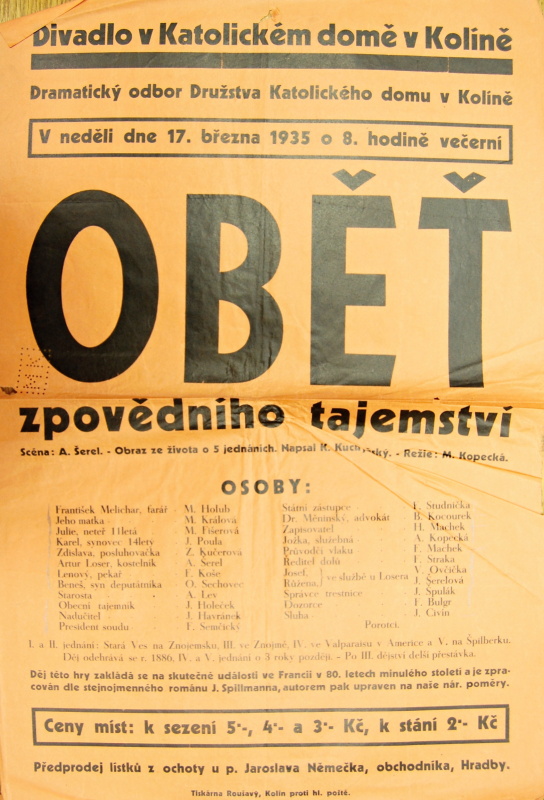 Divadlo v Katolickém domě v Kolíně
Dramatický odbor Družstva Katolického domu v Kolíně
V neděli dne 17. března 1935 o 8. hodině večerní
OBĚŤ
zpovědního tajemství
Scéna: A. Šerel. - Obraz ze života o 5 jednáních. Napsal K. - Režie: M. Kopecká.
OSOBY:
František Melichar, farář M. Holub
Jeho matka M. Králová
Julie, neteř 11letá M. Fišerová
Karel, synovec 14letý J. Poula
Zdislava, posluhovačka Z. Kučerová
Artur Loser, kostelník A. Šerel
Lenový, pekař F. Koše
Beneš, syn deputátníka O. Šechovec
Starosta A. Lev
Obecní tajemník J. Holeček
Nadučitel J. Havránek
President soudu F. Semčický
Státní zástupce F. Studnička
Dr. Měnínský, advokát B. Kocourek
Zapisovatel H. Machek
Jožka, služebná A. Kopecká
Průvodčí vlaku F. Machek
Ředitel dolů F. Straka
Josef, V. Ovčička
Růžena, } ve službě u Losera J. Šerelová
Správce trestnice J. Špulák
Dozorce F. Bulgr
Sluha J. Civín
Porotci.
I. a II. jednání: Stará Ves na Znojemsku, III. ve Znojmě, IV. ve Valparaisu v Americe a V. na Špilberku.
Děj odehrává se r. 1886, IV. a V. jednání o 3 roky později. - Po III. dějství delší přestávka.
Děj této hry zakládá se na skutečné události ve Francii v 80. letech minulého století a je zpra-
cován dle stejnojmenného románu J. Spillmanna, autorem pak upraven na naše nár. poměry.
Ceny míst: k sezení 5·-, 4·- a 3·- Kč, k stání 2·- Kč
Předprodej lístků z ochoty u p. Jaroslava Němečka, obchodníka, Hradby.
Tiskárna Roušavý, Kolín proti hl. poště.